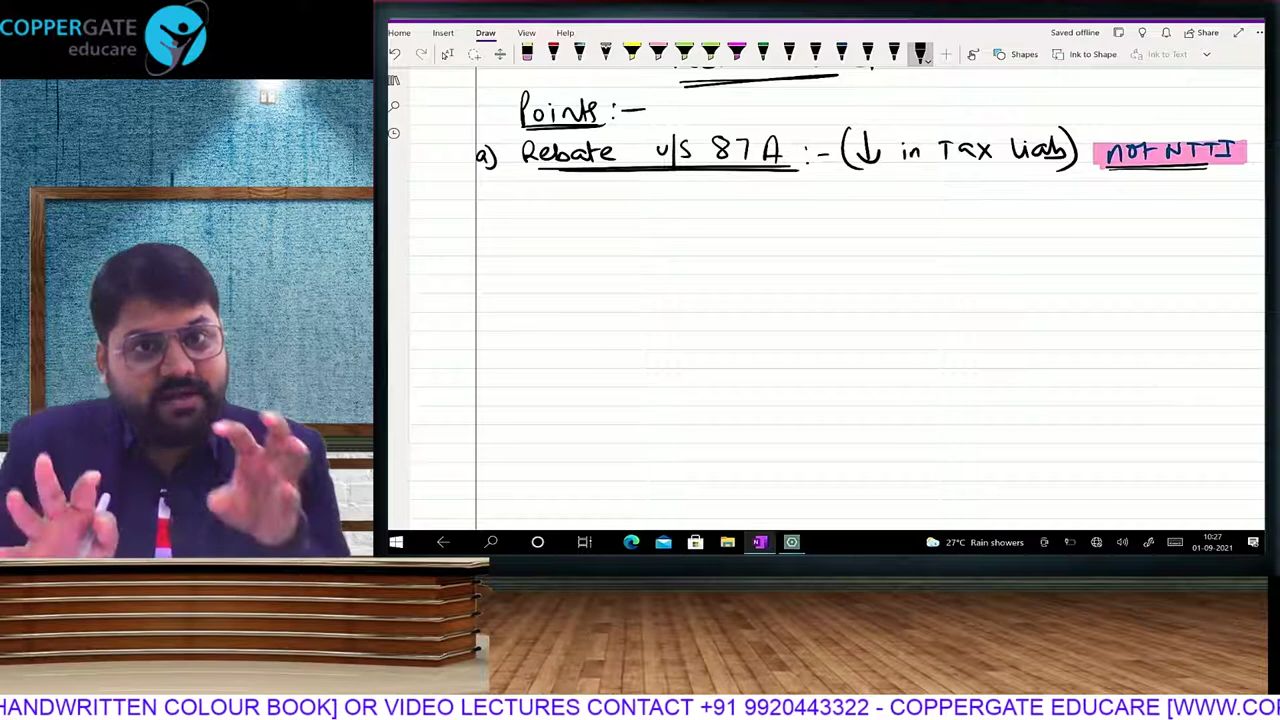 COPPERGATE
educare
Home Insert Draw View Help
Saved offline
Share
Shapes
Ink to Shape
Ink to Text
Points :-
a) Rebate u/s 87A :- (↓ in Tax liab) not NTTI
27°C Rain showers
10:27
01-09-2021
HANDWRITTEN COLOUR BOOK] OR VIDEO LECTURES CONTACT +91 9920443322 - COPPERGATE EDUCARE [WWW.CO